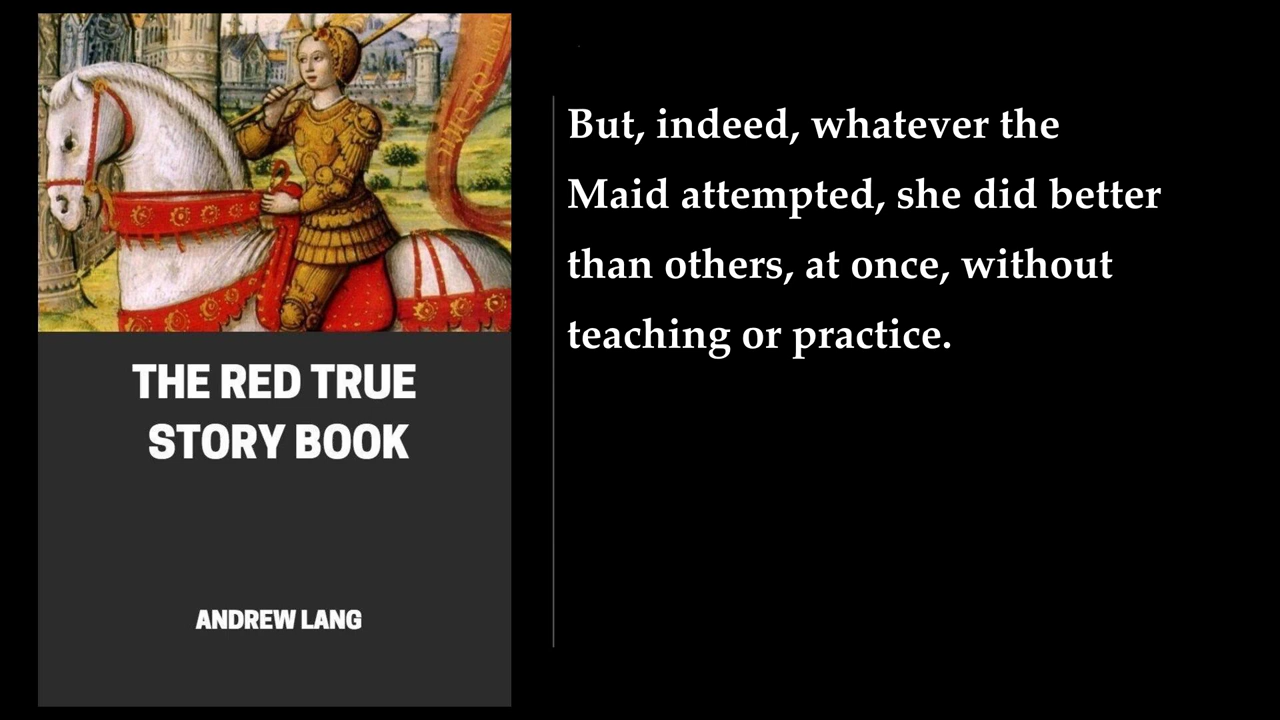 THE RED TRUE
STORY BOOK
ANDREW LANG
But, indeed, whatever the
Maid attempted, she did better
than others, at once, without
teaching or practice.